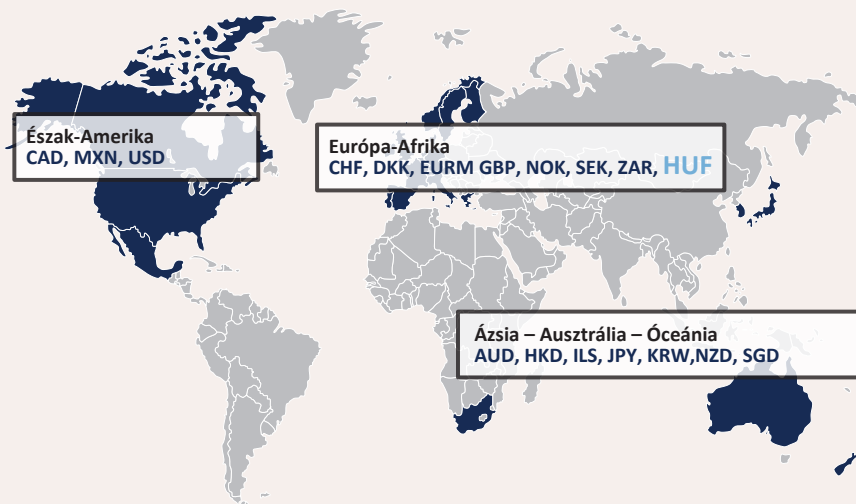 Észak-Amerika
CAD, MXN, USD
Európa-Afrika
CHF, DKK, EURM GBP, NOK, SEK, ZAR, HUF
Ázsia – Ausztrália – Óceánia
AUD, HKD, ILS, JPY, KRW,NZD, SGD